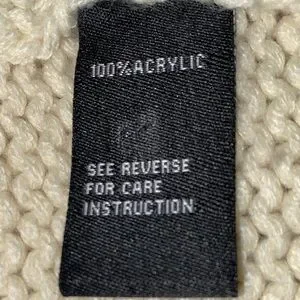 100%ACRYLIC
SEE REVERSE
FOR CARE
INSTRUCTION